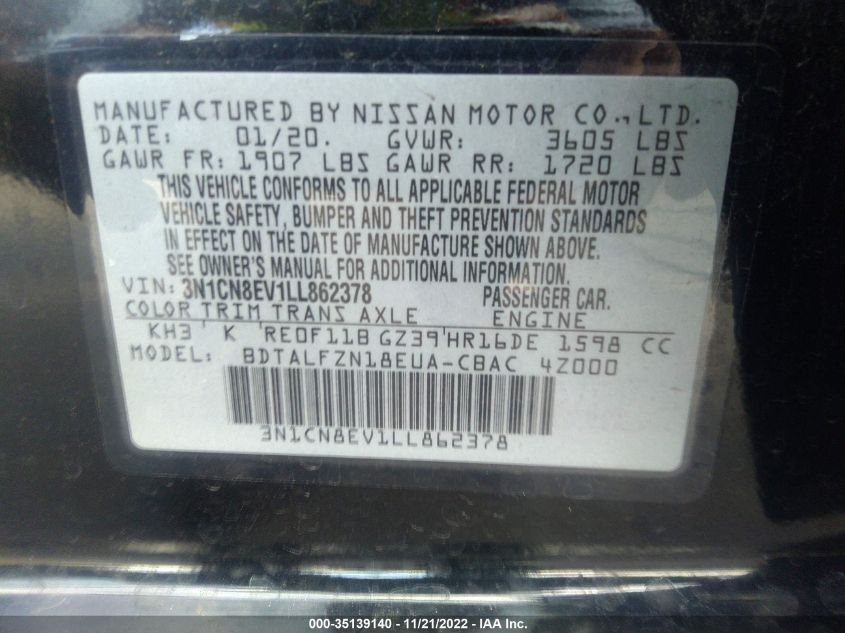 MANUFACTURED BY NISSAN MOTOR CO., LTD.
DATE: 01/20. GVWR: 3605 LBS
GAWR FR: 1907 LBS GAWR RR: 1720 LBS
THIS VEHICLE CONFORMS TO ALL APPLICABLE FEDERAL MOTOR
VEHICLE SAFETY, BUMPER AND THEFT PREVENTION STANDARDS
IN EFFECT ON THE DATE OF MANUFACTURE SHOWN ABOVE.
SEE OWNER'S MANUAL FOR ADDITIONAL INFORMATION.
VIN: 3N1CN8EV1LL862378 PASSENGER CAR.
COLOR TRIM TRANS AXLE ENGINE
KH3 K RE0F11B GZ39 HR16DE 1598 CC
MODEL: BDTALFZN18EUA-CBAC 4Z000
3N1CN8EV1LL862378
000-35139140 - 11/21/2022 - IAA Inc.